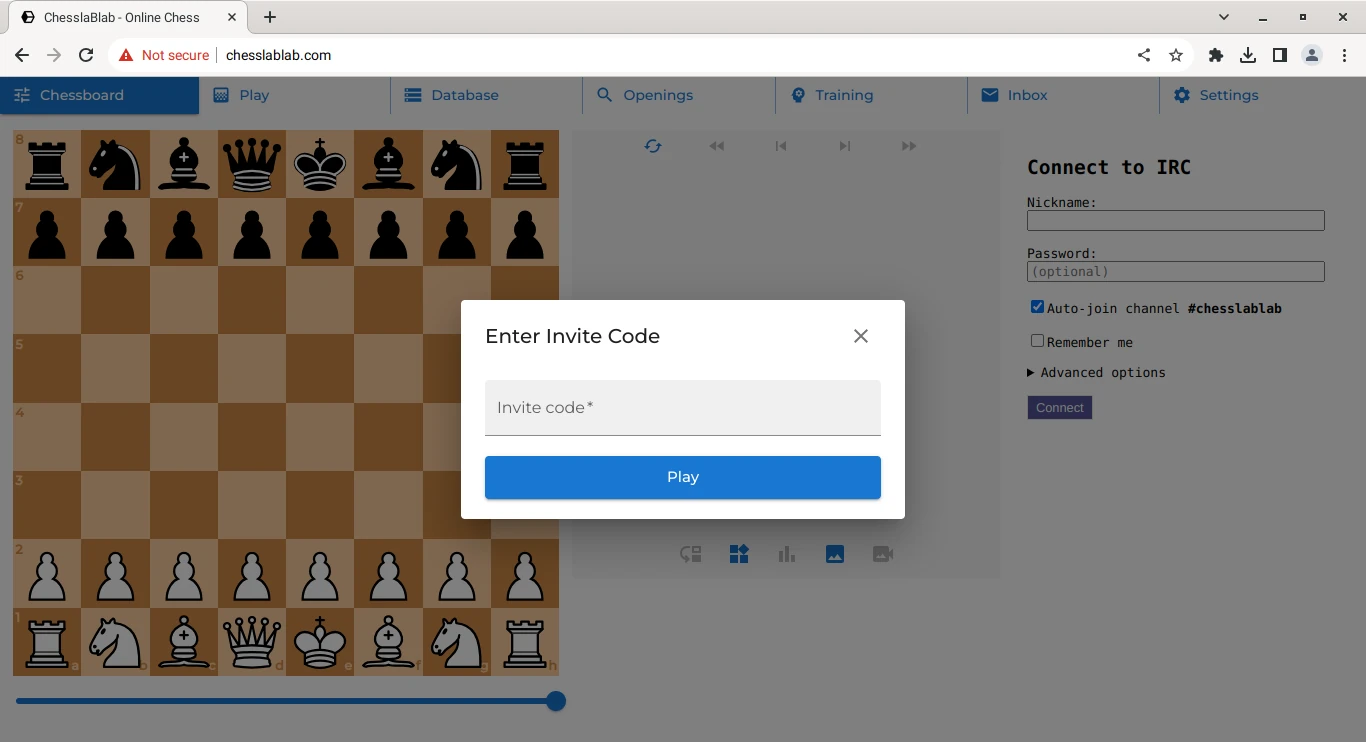 ChesslaBlab - Online Chess
Not secure
chesslablab.com
Chessboard
Play
Database
Openings
Training
Inbox
Settings
8
7
6
5
4
3
2
1
a
b
c
d
e
f
g
h
Enter Invite Code
Invite code*
Play
Connect to IRC
Nickname:
Password:
(optional)
Auto-join channel #chesslablab
Remember me
Advanced options
Connect